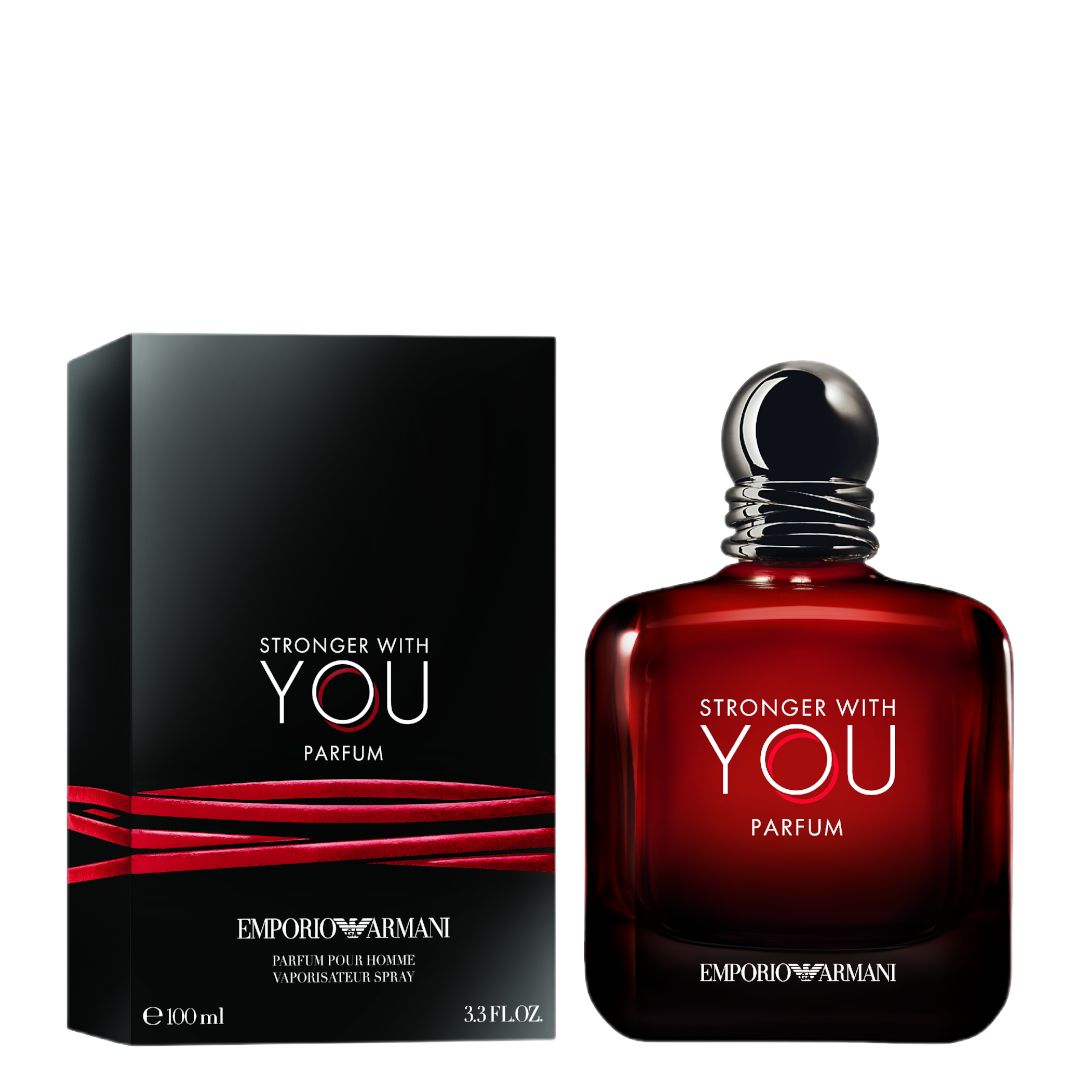 STRONGER WITH
YOU
PARFUM
EMPORIO ARMANI
PARFUM POUR HOMME
VAPORISATEUR SPRAY
e 100 ml
3.3 FL.OZ.
STRONGER WITH
YOU
PARFUM
EMPORIO ARMANI